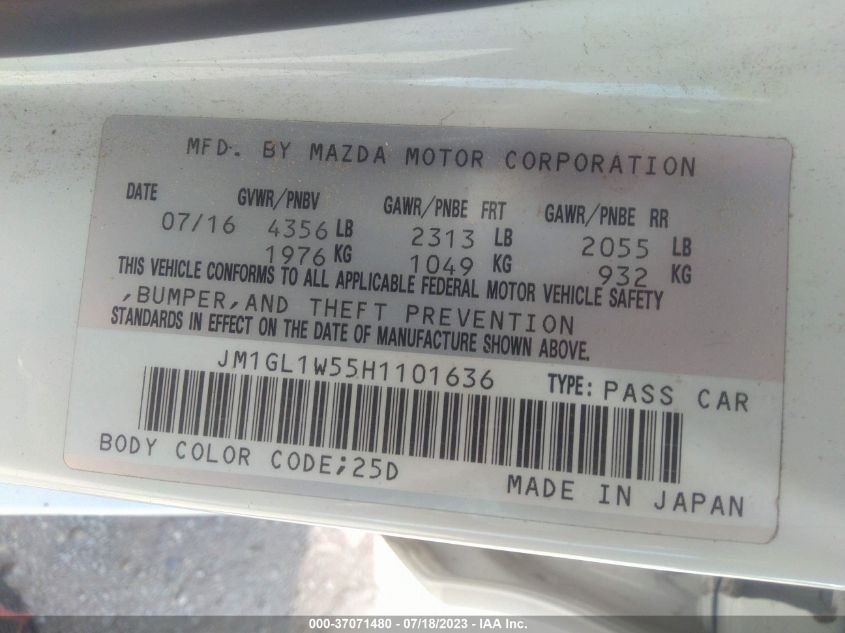 MFD. BY MAZDA MOTOR CORPORATION
DATE GVWR/PNBV GAWR/PNBE FRT GAWR/PNBE RR
07/16 4356 LB 2313 LB 2055 LB
1976 KG 1049 KG 932 KG
THIS VEHICLE CONFORMS TO ALL APPLICABLE FEDERAL MOTOR VEHICLE SAFETY
,BUMPER,AND THEFT PREVENTION
STANDARDS IN EFFECT ON THE DATE OF MANUFACTURE SHOWN ABOVE.
JM1GL1W55H1101636 TYPE: PASS CAR
BODY COLOR CODE;25D
MADE IN JAPAN
000-37071480 - 07/18/2023 - IAA Inc.